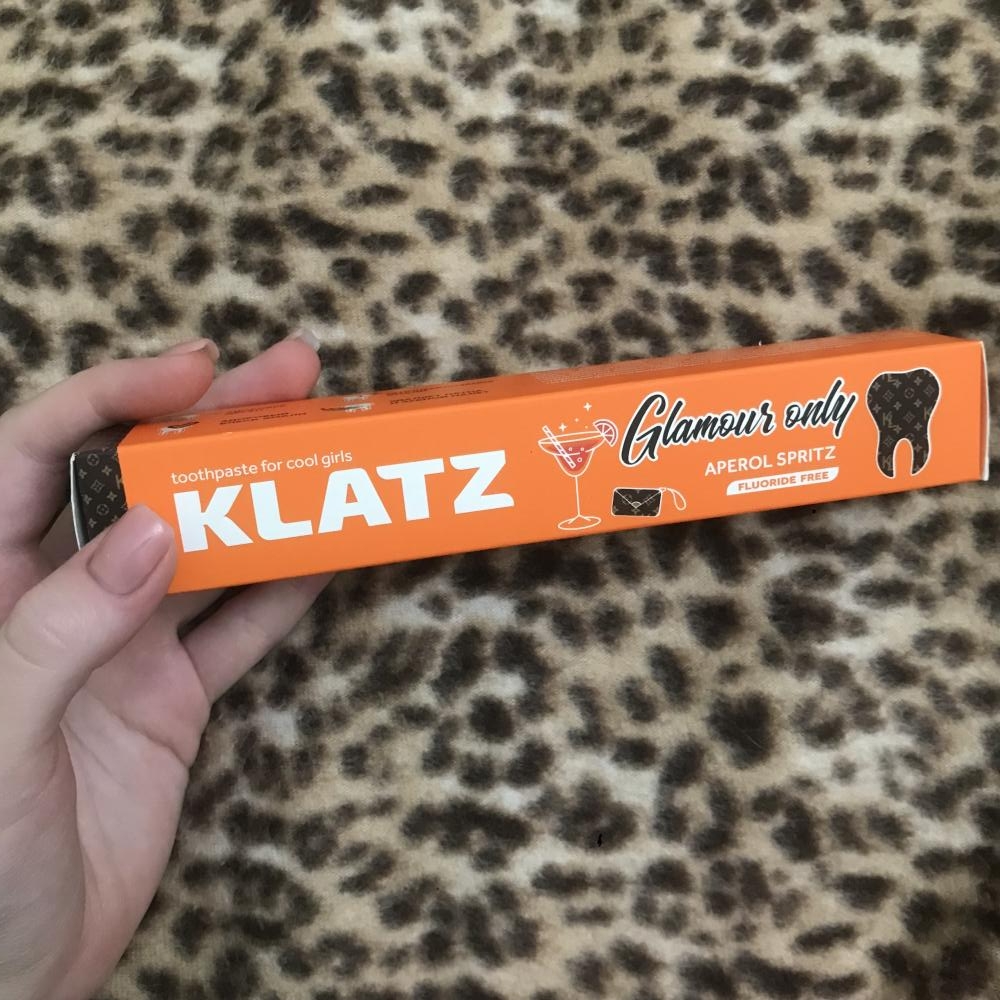 toothpaste for cool girls
KLATZ
Glamour only
APEROL SPRITZ
FLUORIDE FREE